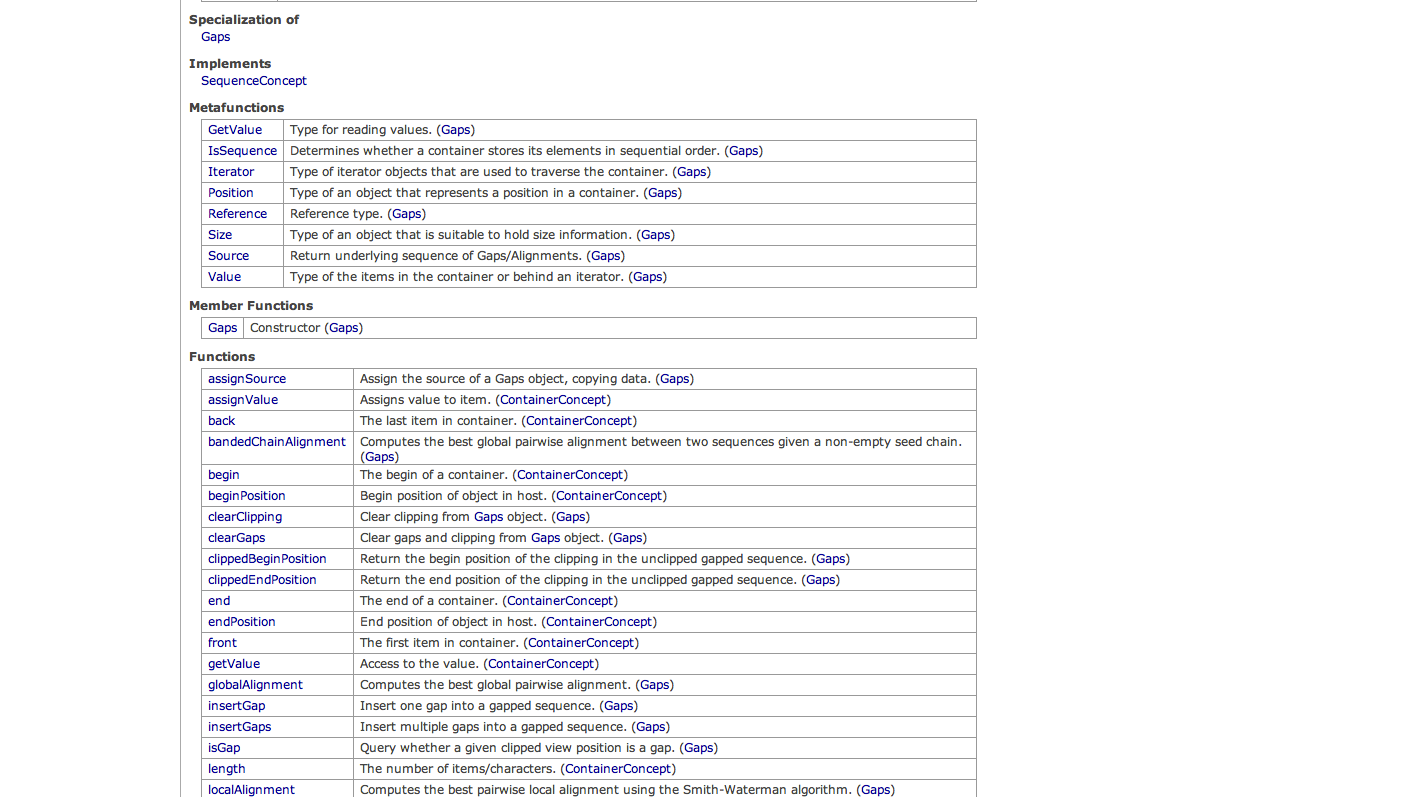 Specialization of
Gaps
Implements
SequenceConcept
Metafunctions
GetValue Type for reading values. (Gaps)
IsSequence Determines whether a container stores its elements in sequential order. (Gaps)
Iterator Type of iterator objects that are used to traverse the container. (Gaps)
Position Type of an object that represents a position in a container. (Gaps)
Reference Reference type. (Gaps)
Size Type of an object that is suitable to hold size information. (Gaps)
Source Return underlying sequence of Gaps/Alignments. (Gaps)
Value Type of the items in the container or behind an iterator. (Gaps)
Member Functions
Gaps Constructor (Gaps)
Functions
assignSource Assign the source of a Gaps object, copying data. (Gaps)
assignValue Assigns value to item. (ContainerConcept)
back The last item in container. (ContainerConcept)
bandedChainAlignment Computes the best global pairwise alignment between two sequences given a non-empty seed chain.
(Gaps)
begin The begin of a container. (ContainerConcept)
beginPosition Begin position of object in host. (ContainerConcept)
clearClipping Clear clipping from Gaps object. (Gaps)
clearGaps Clear gaps and clipping from Gaps object. (Gaps)
clippedBeginPosition Return the begin position of the clipping in the unclipped gapped sequence. (Gaps)
clippedEndPosition Return the end position of the clipping in the unclipped gapped sequence. (Gaps)
end The end of a container. (ContainerConcept)
endPosition End position of object in host. (ContainerConcept)
front The first item in container. (ContainerConcept)
getValue Access to the value. (ContainerConcept)
globalAlignment Computes the best global pairwise alignment. (Gaps)
insertGap Insert one gap into a gapped sequence. (Gaps)
insertGaps Insert multiple gaps into a gapped sequence. (Gaps)
isGap Query whether a given clipped view position is a gap. (Gaps)
length The number of items/characters. (ContainerConcept)
localAlignment Computes the best pairwise local alignment using the Smith-Waterman algorithm. (Gaps)